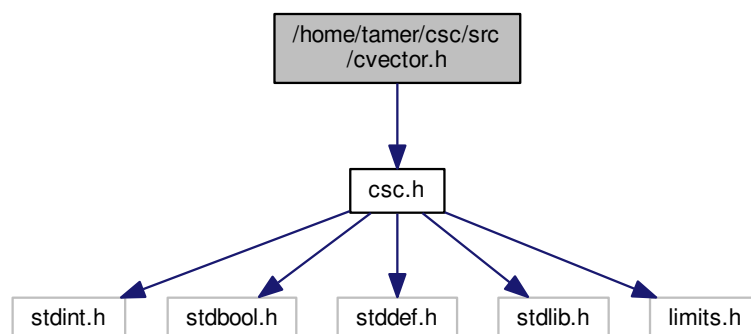 /home/tamer/csc/src
/cvector.h
csc.h
stdint.h
stdbool.h
stddef.h
stdlib.h
limits.h